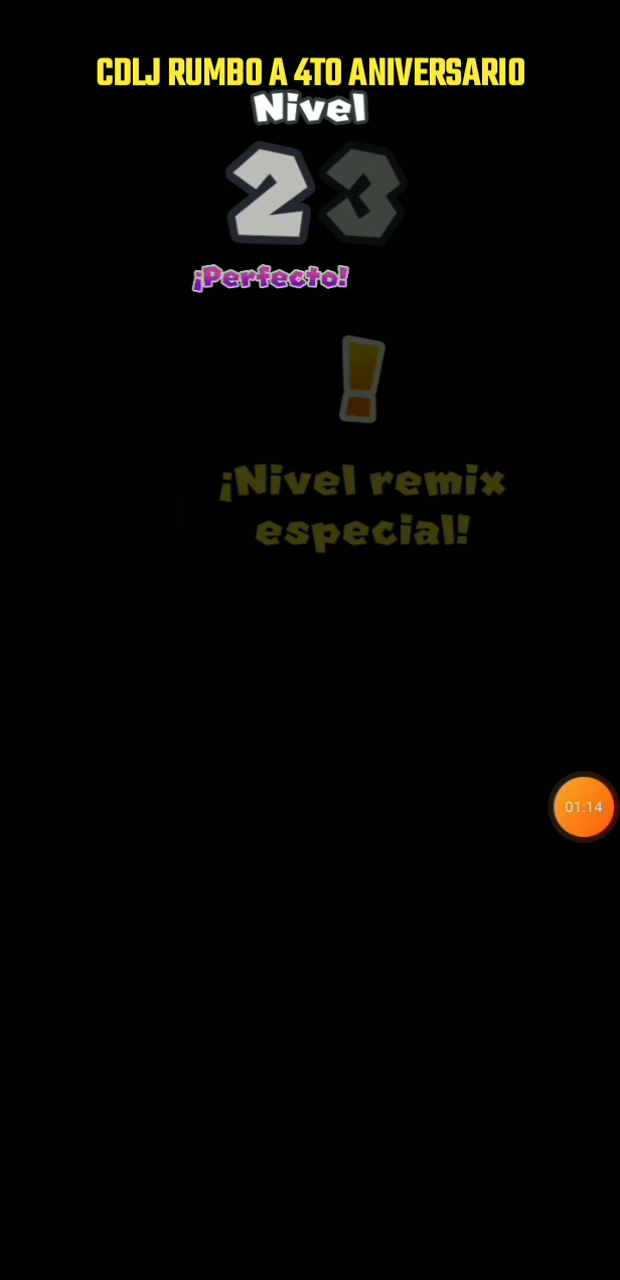 CDLJ RUMBO A 4TO ANIVERSARIO
Nivel
23
¡Perfecto!
!
¡Nivel remix
especial!
01:14